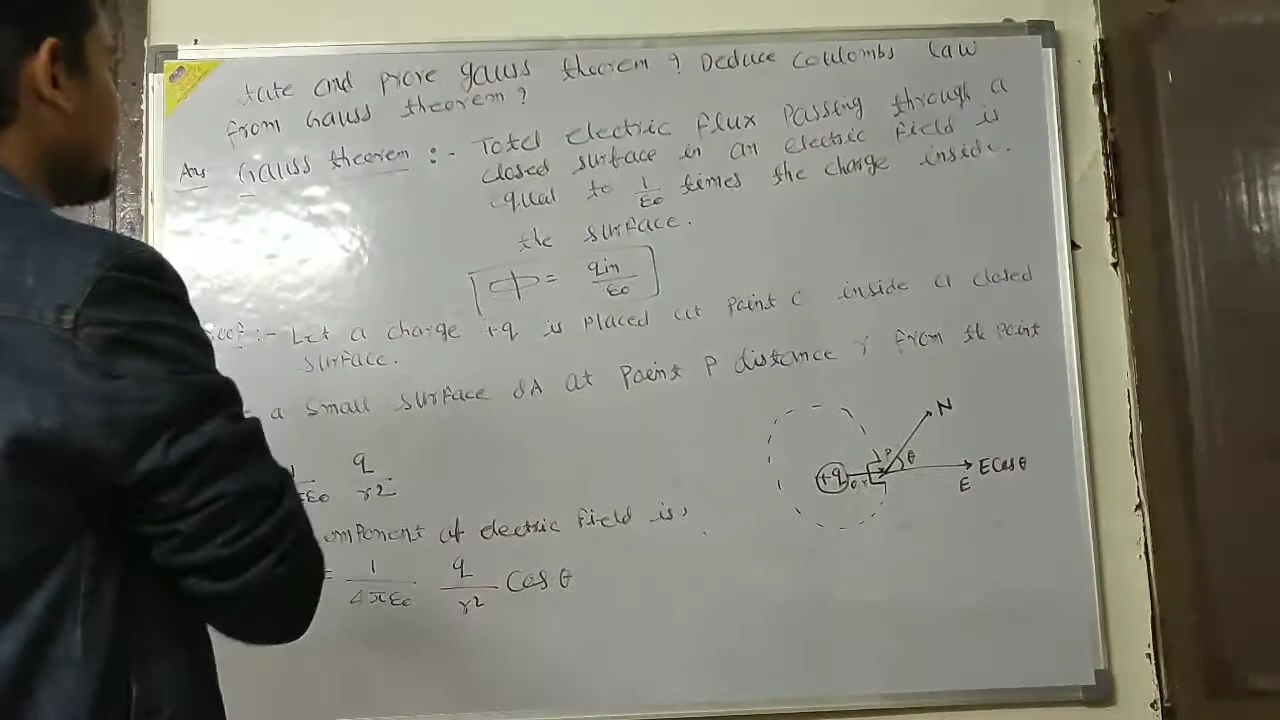 tate and prove gauss theorem ? Deduce Coulombs law
from Gauss theorem ?
Ans Gauss theorem :- Total electric flux passing through a
closed surface in an electric field is
equal to 1/ε0 times the charge inside.
the surface.
ϕ = qin/ε0
:- Let a charge +q is placed at point inside a closed
surface.
a small surface dA at point P distance r from the point
q/r2
omponent of electric field is,
= 1/4πε0 q/r2 Cos θ
N
P θ
+q r E Cos θ
E